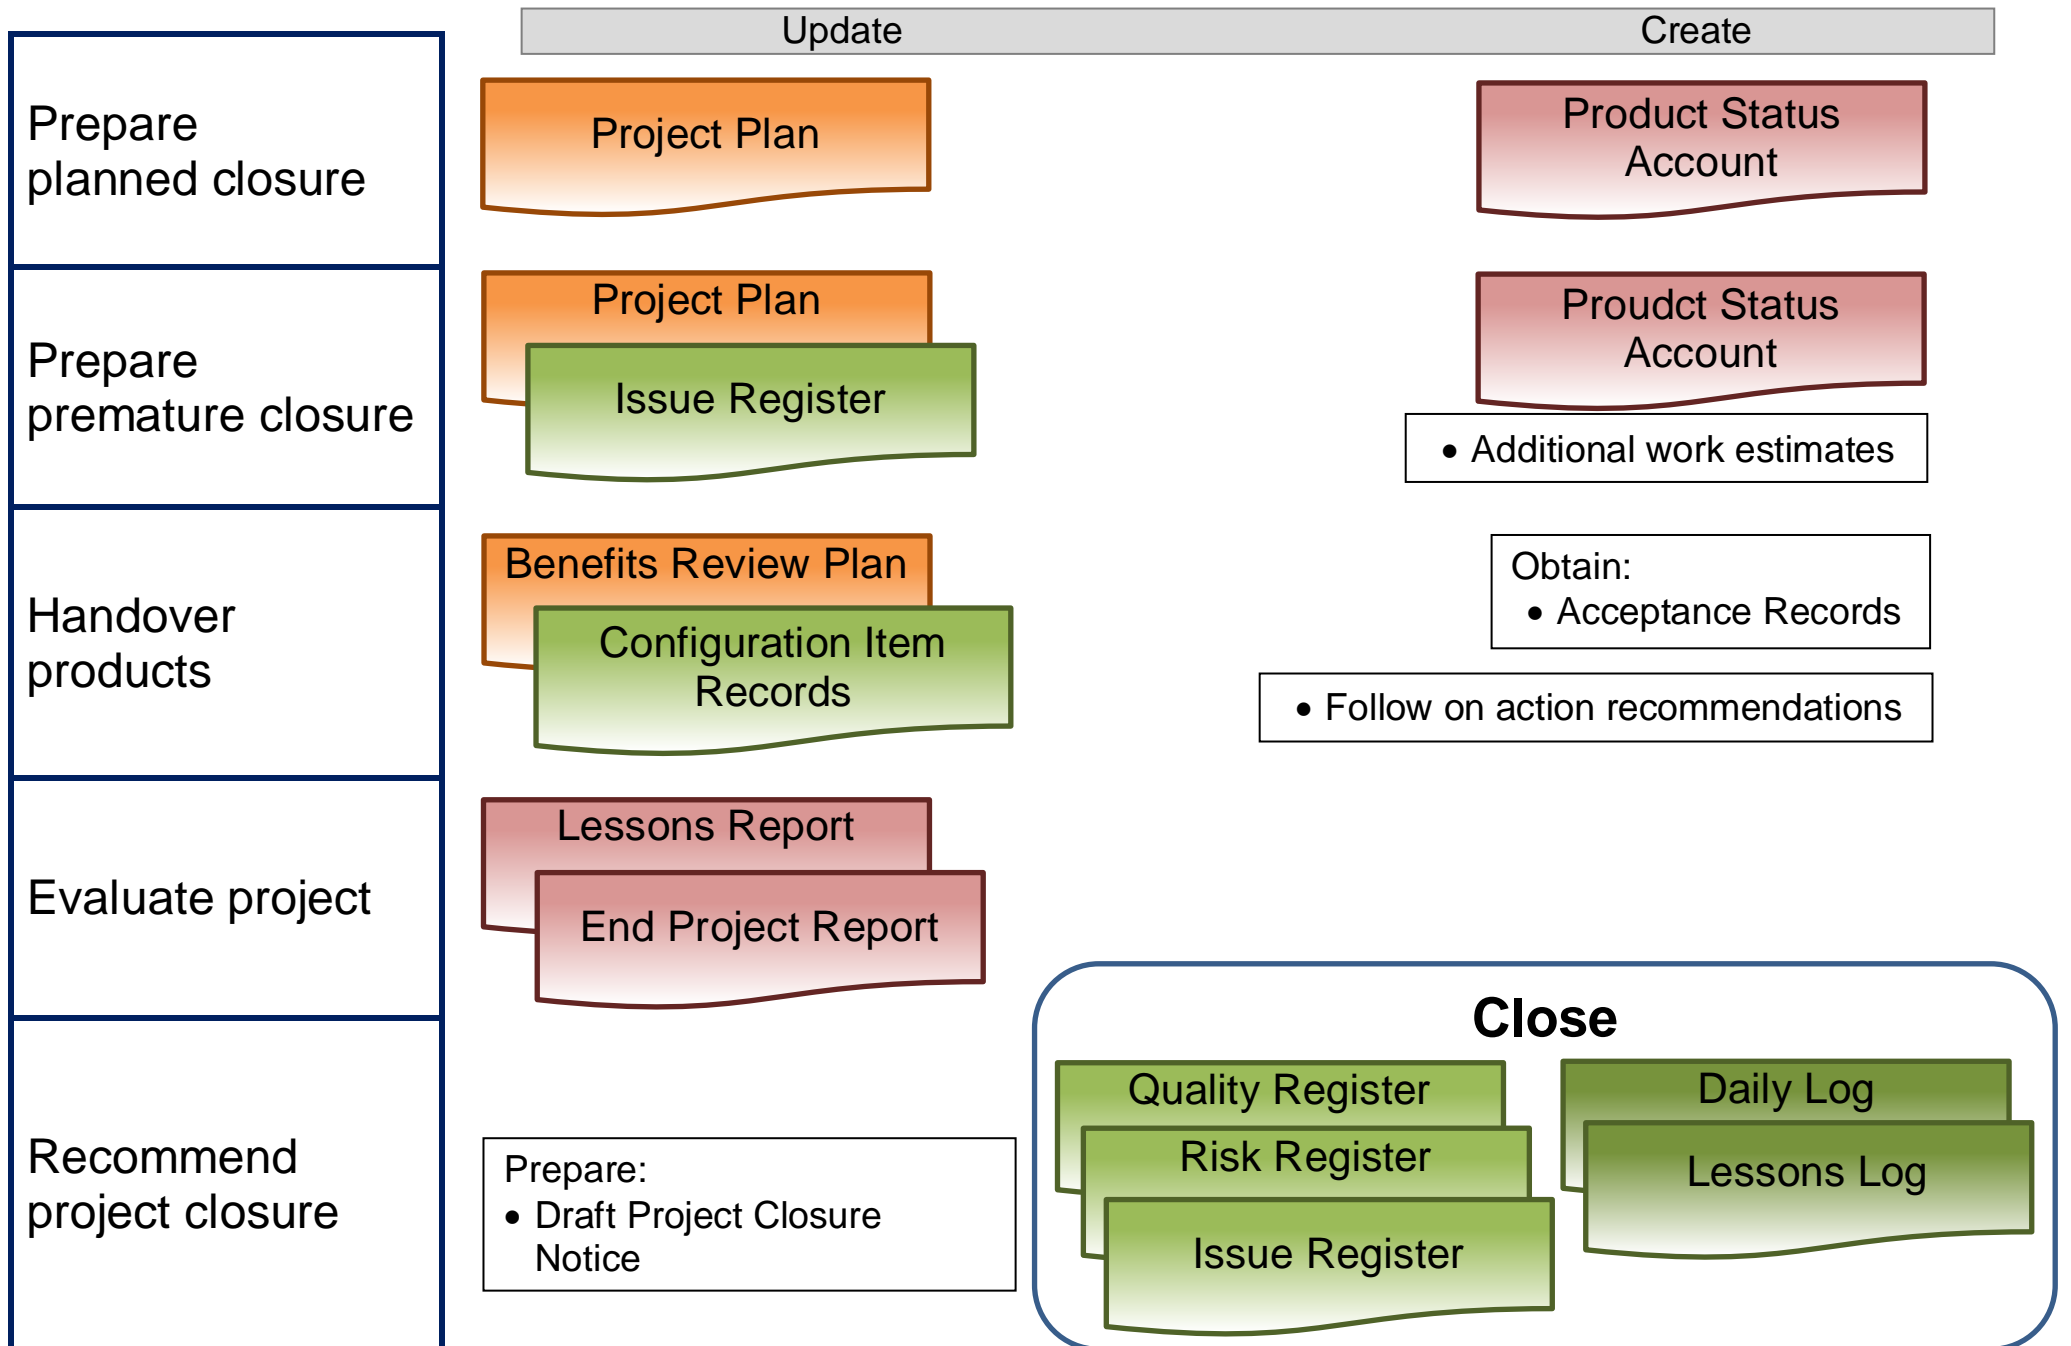 Update
Create
Prepare
planned closure
Project Plan
Product Status
Account
Prepare
premature closure
Project Plan
Issue Register
Proudct Status
Account
• Additional work estimates
Handover
products
Benefits Review Plan
Configuration Item
Records
Obtain:
• Acceptance Records
• Follow on action recommendations
Evaluate project
Lessons Report
End Project Report
Recommend
project closure
Prepare:
• Draft Project Closure
Notice
Close
Quality Register
Risk Register
Issue Register
Daily Log
Lessons Log